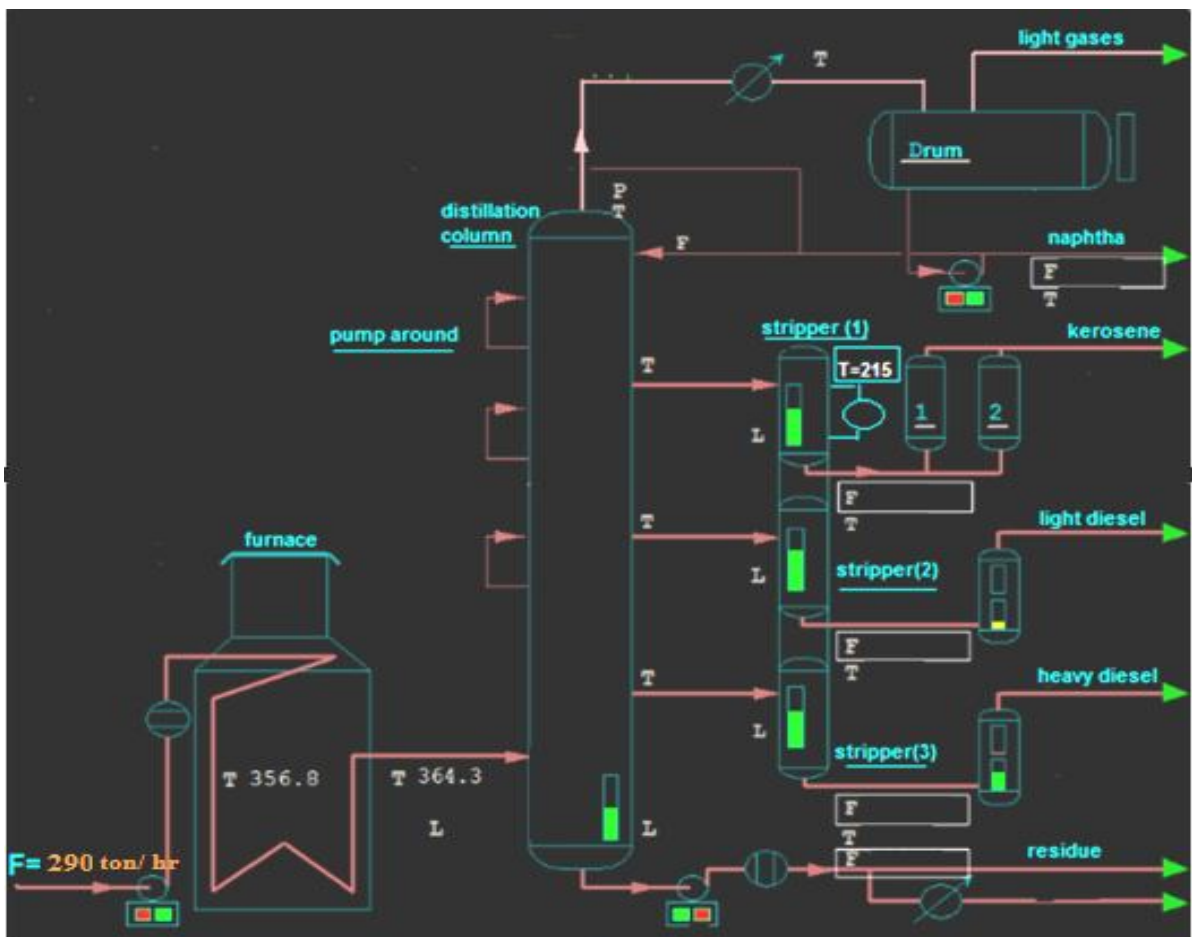 light gases
T
Drum
P
T
distillation
column
F
naphtha
F
T
stripper (1)
kerosene
pump around
T
T=215
1
2
L
F
T
T
light diesel
furnace
L
stripper(2)
F
T
T
heavy diesel
L
stripper(3)
T 356.8
T 364.3
F
L
L
T
F
residue
F= 290 ton/ hr